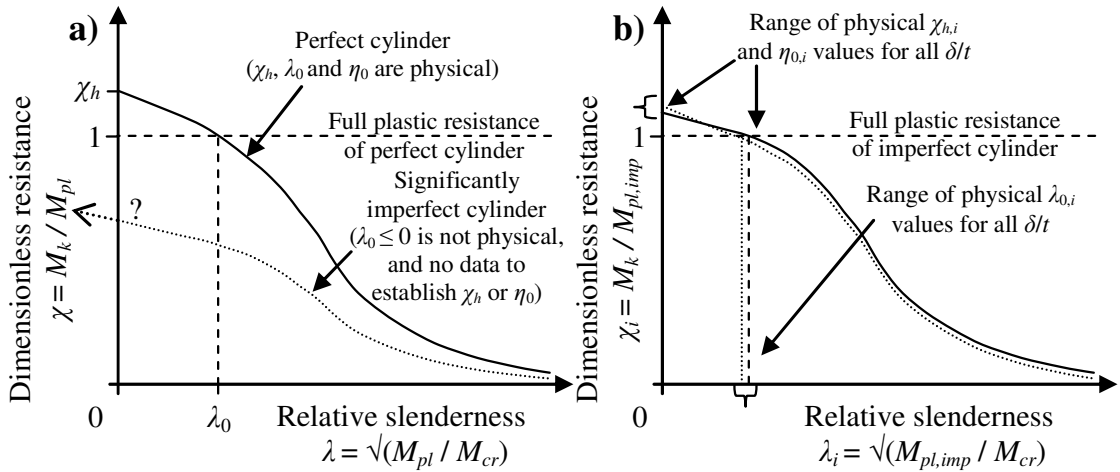 a)
Perfect cylinder
(χh, λ0 and η0 are physical)
χh
1
Full plastic resistance
of perfect cylinder
Significantly
imperfect cylinder
(λ0 ≤ 0 is not physical,
and no data to
establish χh or η0)
?
Dimensionless resistance
χ = Mk / Mpl
0
λ0
Relative slenderness
λ = √(Mpl / Mcr)
b)
Range of physical χh,i
and η0,i values for all δ/t
1
Full plastic resistance
of imperfect cylinder
Range of physical λ0,i
values for all δ/t
Dimensionless resistance
χi = Mk / Mpl,imp
0
Relative slenderness
λi = √(Mpl,imp / Mcr)